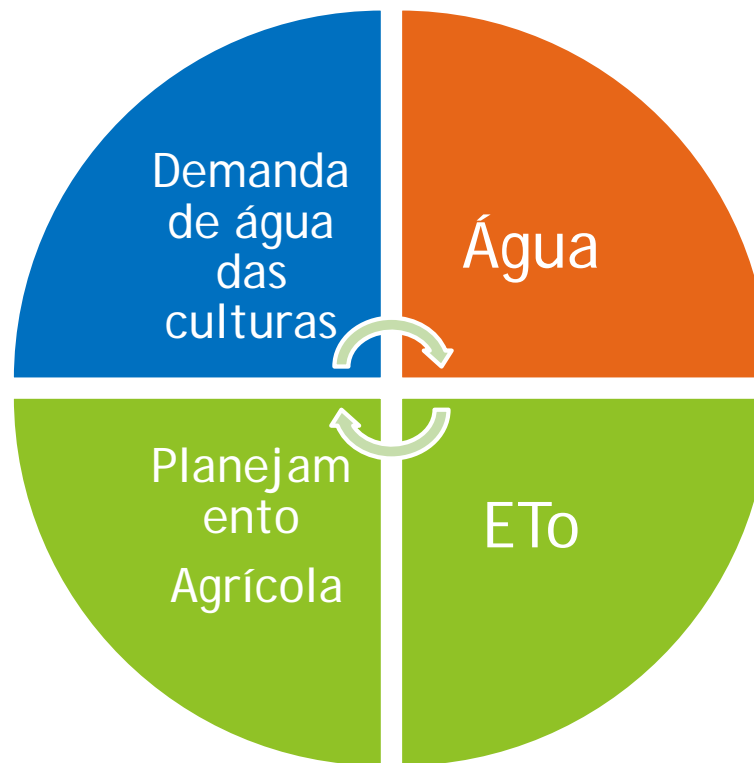 Demanda
de água
das
culturas
Água
Planejam
ento
Agrícola
ETo